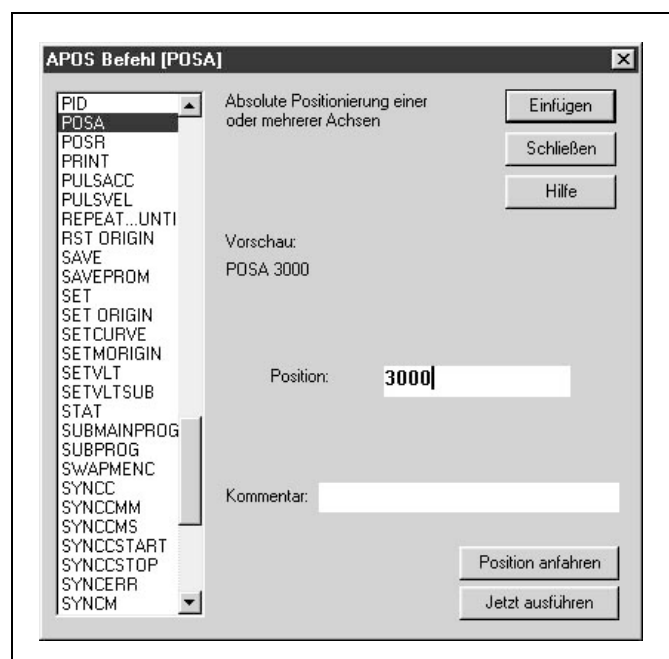 APOS Befehl [POSA]
PID
POSA
POSR
PRINT
PULSACC
PULSVEL
REPEAT...UNTI
RST ORIGIN
SAVE
SAVEPROM
SET
SET ORIGIN
SETCURVE
SETMORIGIN
SETVLT
SETVLTSUB
STAT
SUBMAINPROG
SUBPROG
SWAPMENC
SYNCC
SYNCCMM
SYNCCMS
SYNCCSTART
SYNCCSTOP
SYNCERR
SYNCM
Absolute Positionierung einer
oder mehrerer Achsen
Vorschau:
POSA 3000
Position: 3000
Kommentar:
Einfügen
Schließen
Hilfe
Position anfahren
Jetzt ausführen